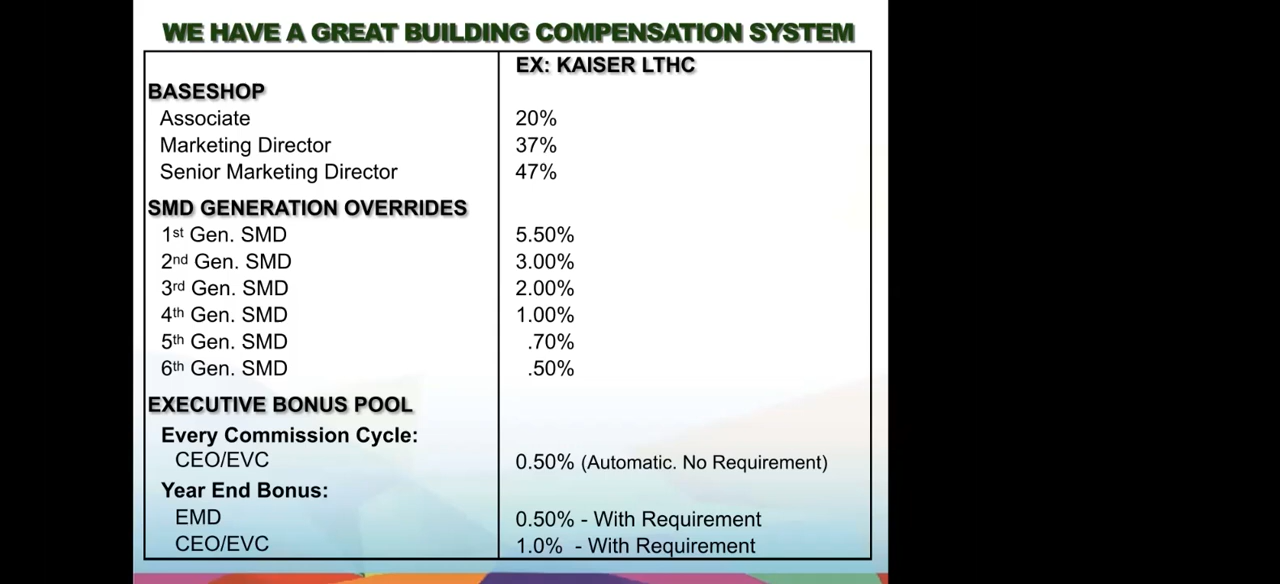 WE HAVE A GREAT BUILDING COMPENSATION SYSTEM
EX: KAISER LTHC
BASESHOP
Associate 20%
Marketing Director 37%
Senior Marketing Director 47%
SMD GENERATION OVERRIDES
1st Gen. SMD 5.50%
2nd Gen. SMD 3.00%
3rd Gen. SMD 2.00%
4th Gen. SMD 1.00%
5th Gen. SMD .70%
6th Gen. SMD .50%
EXECUTIVE BONUS POOL
Every Commission Cycle:
CEO/EVC 0.50% (Automatic. No Requirement)
Year End Bonus:
EMD 0.50% - With Requirement
CEO/EVC 1.0% - With Requirement